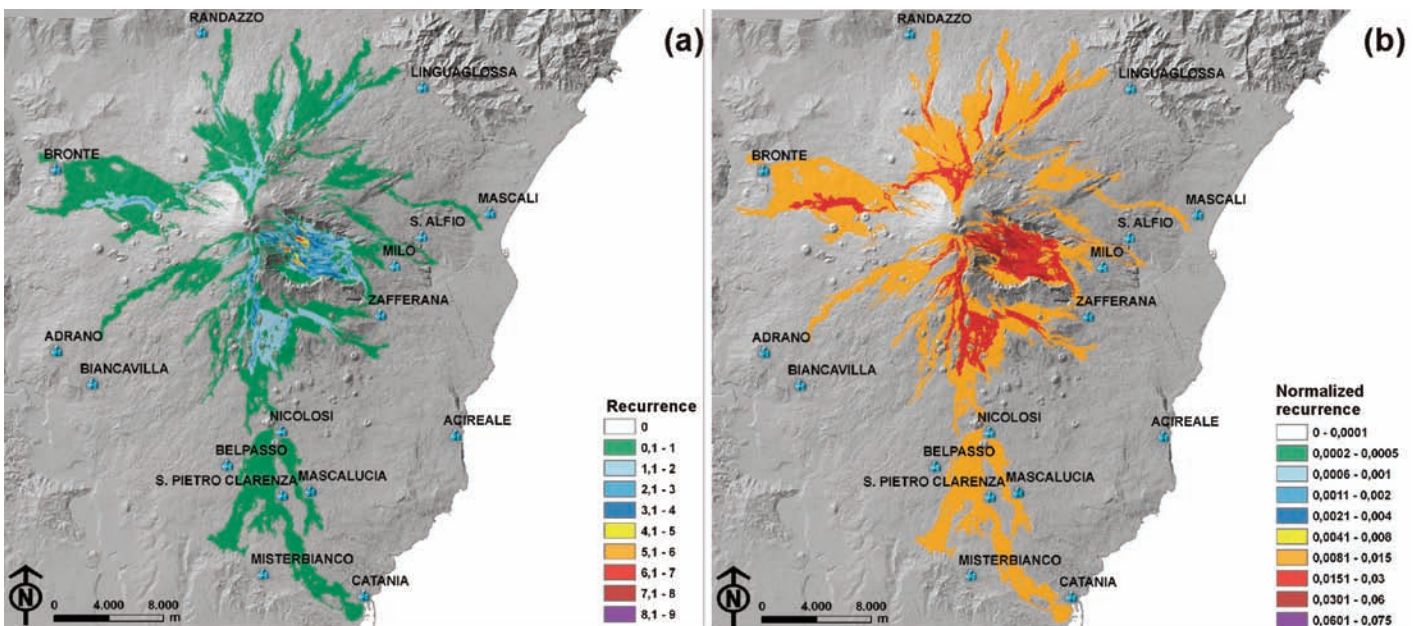 (a)
RANDAZZO
LINGUAGLOSSA
BRONTE
MASCALI
S. ALFIO
MILO
ZAFFERANA
ADRANO
BIANCAVILLA
NICOLOSI
ACIREALE
BELPASSO
S. PIETRO CLARENZA
MASCALUCIA
MISTERBIANCO
CATANIA
N
0 4.000 8.000
m
Recurrence
0
0,1 - 1
1,1 - 2
2,1 - 3
3,1 - 4
4,1 - 5
5,1 - 6
6,1 - 7
7,1 - 8
8,1 - 9
(b)
RANDAZZO
LINGUAGLOSSA
BRONTE
MASCALI
S. ALFIO
MILO
ZAFFERANA
ADRANO
BIANCAVILLA
NICOLOSI
ACIREALE
BELPASSO
S. PIETRO CLARENZA
MASCALUCIA
MISTERBIANCO
CATANIA
N
0 4.000 8.000
m
Normalized
recurrence
0 - 0,0001
0,0002 - 0,0005
0,0006 - 0,001
0,0011 - 0,002
0,0021 - 0,004
0,0041 - 0,008
0,0081 - 0,015
0,0151 - 0,03
0,0301 - 0,06
0,0601 - 0,075